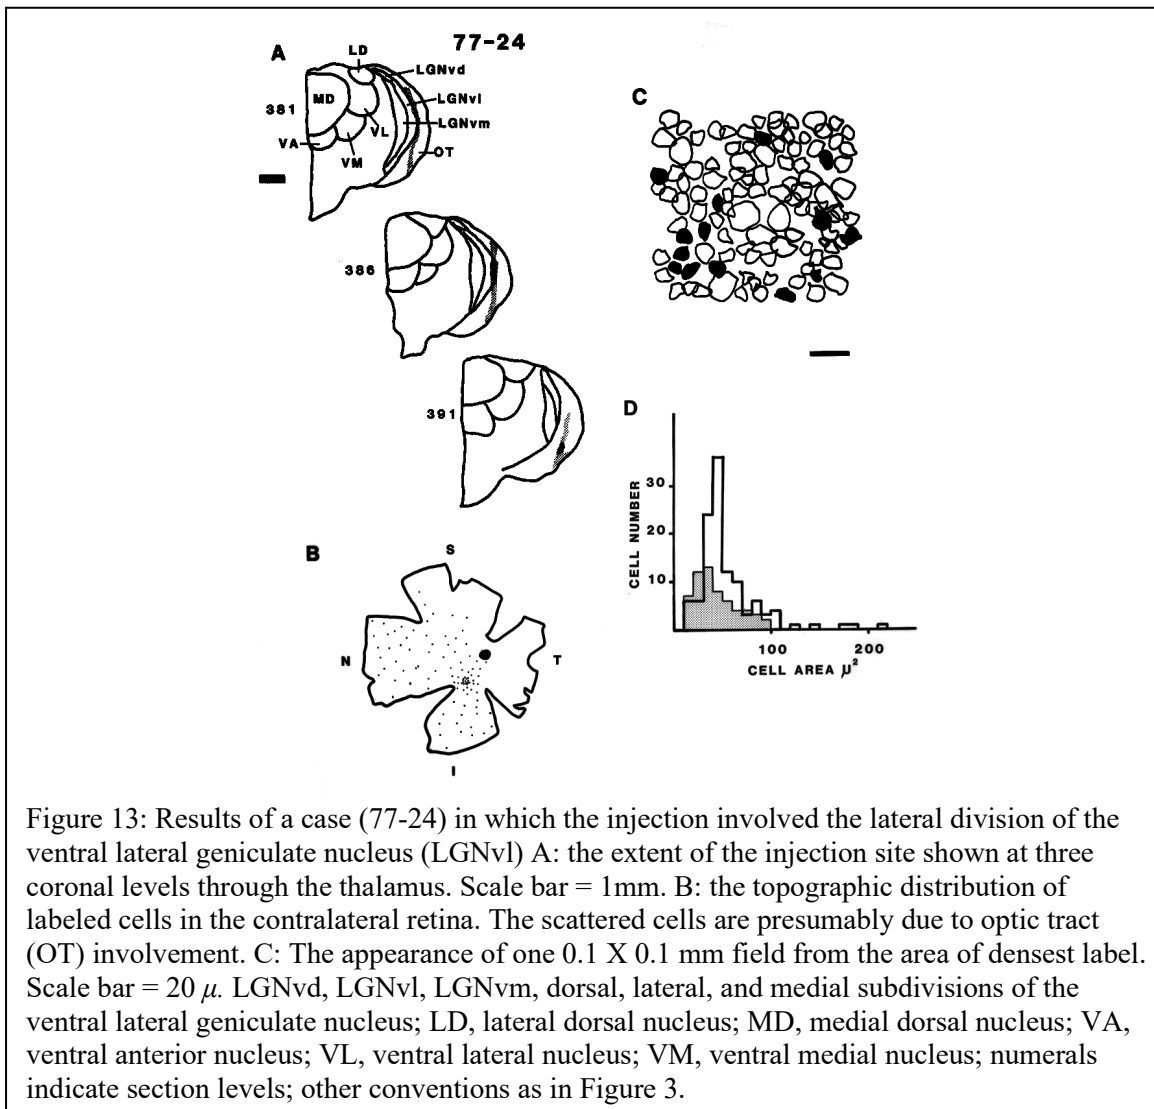 A
77-24
LD
LGNvd
LGNvl
LGNvm
OT
381
MD
VL
VA
VM
386
391
B
S
N
T
I
C
D
CELL NUMBER
30
20
10
100
200
CELL AREA μ²
Figure 13: Results of a case (77-24) in which the injection involved the lateral division of the
ventral lateral geniculate nucleus (LGNvl) A: the extent of the injection site shown at three
coronal levels through the thalamus. Scale bar = 1mm. B: the topographic distribution of
labeled cells in the contralateral retina. The scattered cells are presumably due to optic tract
(OT) involvement. C: The appearance of one 0.1 X 0.1 mm field from the area of densest label.
Scale bar = 20 μ. LGNvd, LGNvl, LGNvm, dorsal, lateral, and medial subdivisions of the
ventral lateral geniculate nucleus; LD, lateral dorsal nucleus; MD, medial dorsal nucleus; VA,
ventral anterior nucleus; VL, ventral lateral nucleus; VM, ventral medial nucleus; numerals
indicate section levels; other conventions as in Figure 3.